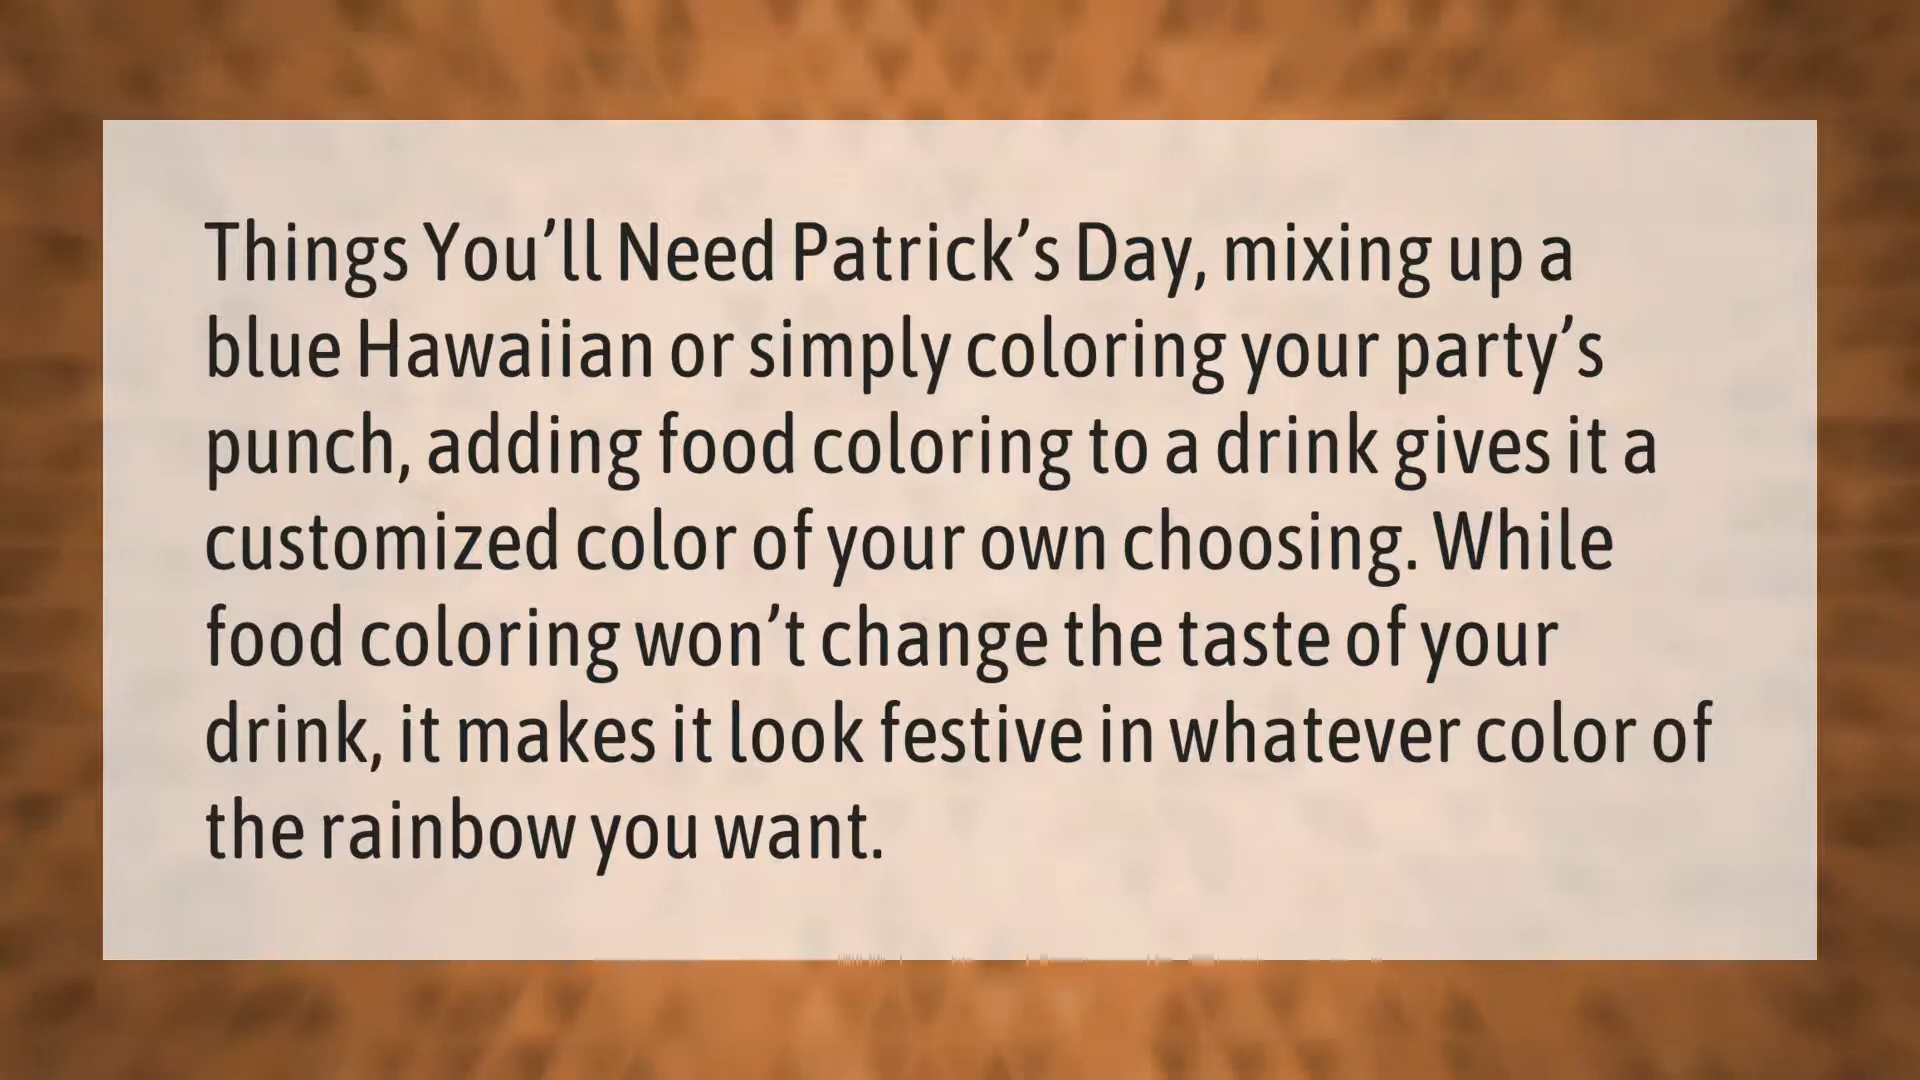 Things You’ll Need Patrick’s Day, mixing up a
blue Hawaiian or simply coloring your party’s
punch, adding food coloring to a drink gives it a
customized color of your own choosing. While
food coloring won’t change the taste of your
drink, it makes it look festive in whatever color of
the rainbow you want.